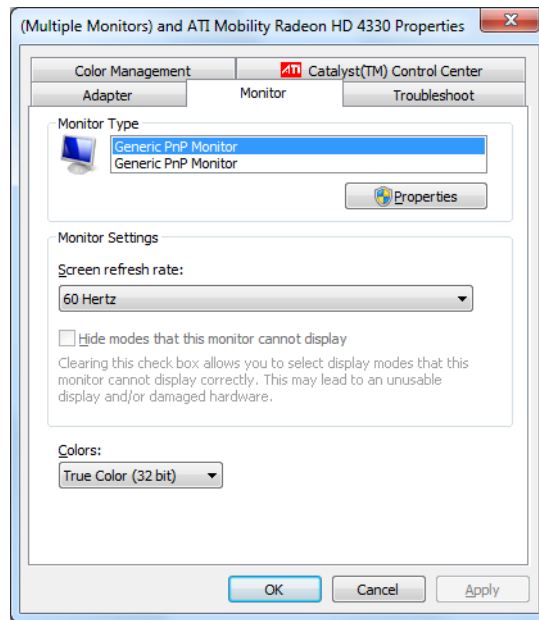 (Multiple Monitors) and ATI Mobility Radeon HD 4330 Properties
Color Management
ATI Catalyst(TM) Control Center
Adapter
Monitor
Troubleshoot
Monitor Type
Generic PnP Monitor
Generic PnP Monitor
Properties
Monitor Settings
Screen refresh rate:
60 Hertz
Hide modes that this monitor cannot display
Clearing this check box allows you to select display modes that this
monitor cannot display correctly. This may lead to an unusable
display and/or damaged hardware.
Colors:
True Color (32 bit)
OK
Cancel
Apply